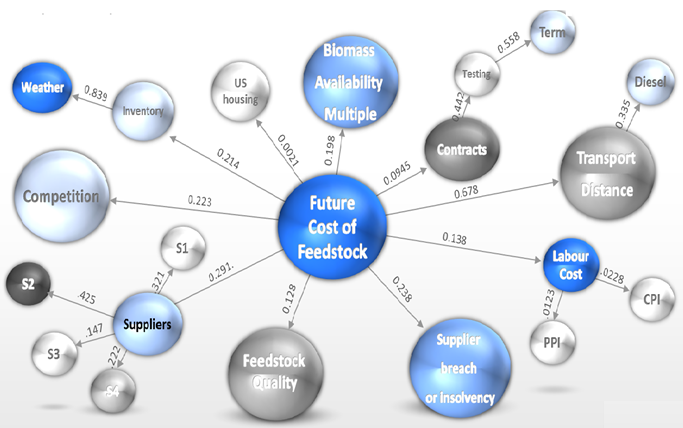 Term
0.558
Biomass
Availability
Multiple
Testing
Diesel
Weather
0.839
US
housing
Inventory
0.442
0.335
0.0021
0.198
Contracts
0.214
0.0945
Transport
Distance
0.678
Competition
0.223
Future
Cost of
Feedstock
0.138
S1
0.291.
Labour
Cost
.0228
.321
S2
.425
0.129
0.238
CPI
.0123
Suppliers
.147
S3
.222
PPI
Feedstock
Quality
Supplier
breach
or insolvency
S4